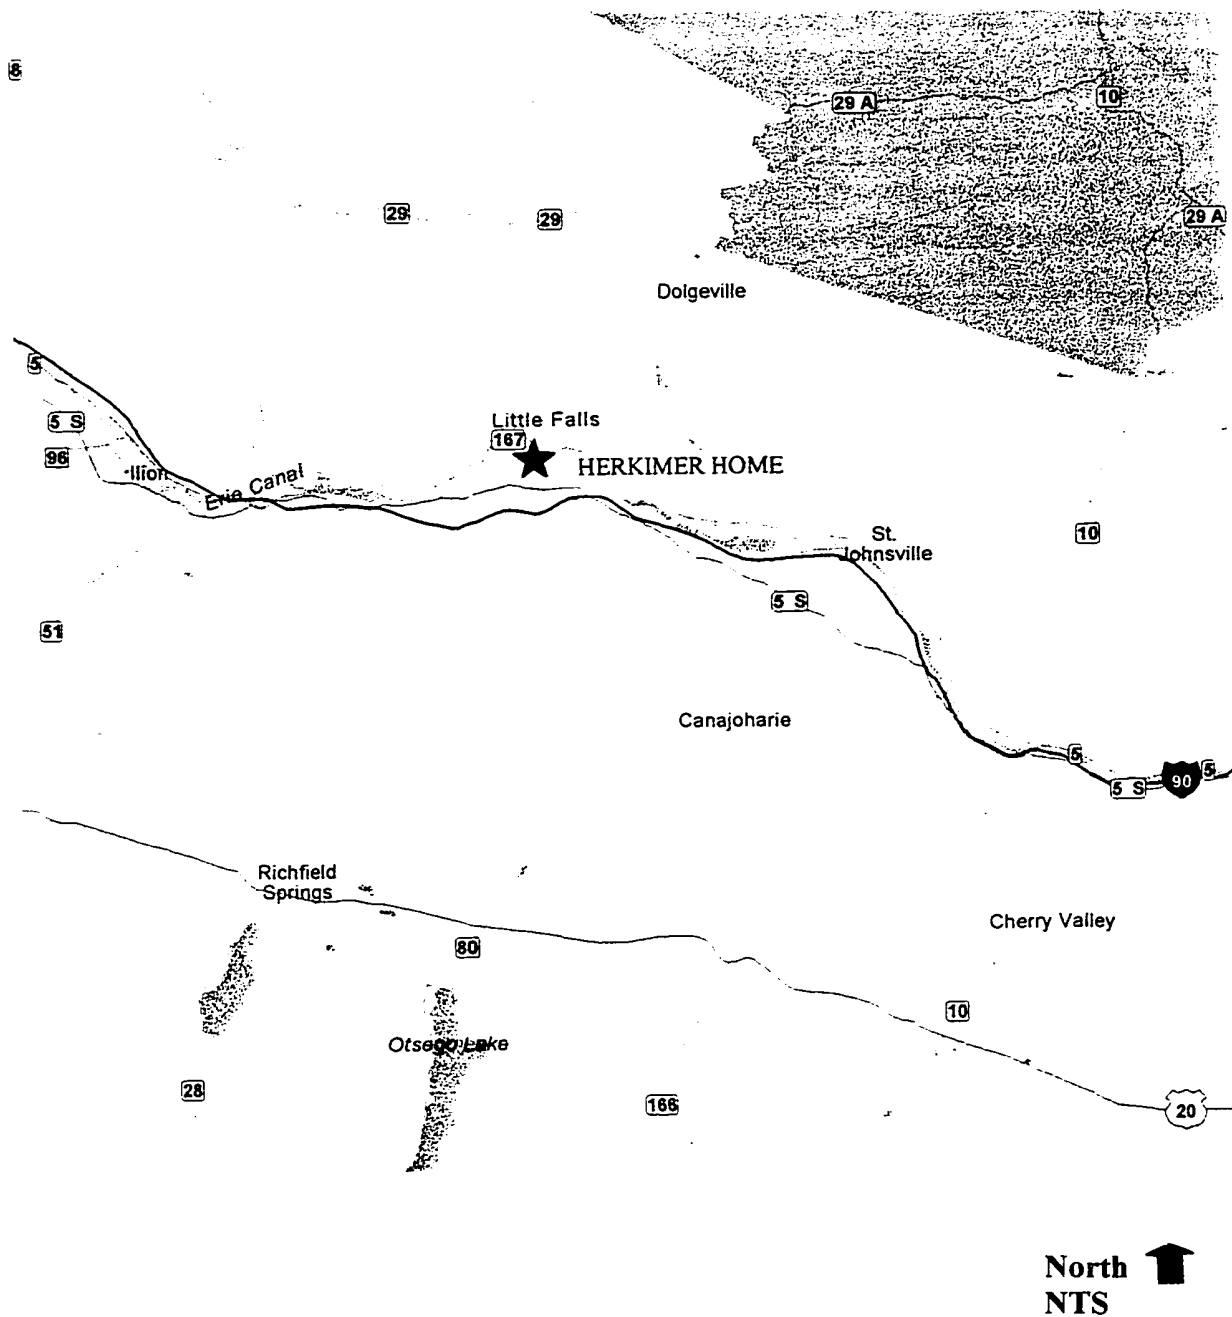 8
29 A
10
29
29
29 A
Dolgeville
5
5 S
96
Ilion
Erie Canal
Little Falls
167
HERKIMER HOME
St.
Johnsville
10
5 S
51
Canajoharie
5
5 S
90
5
Richfield
Springs
80
Cherry Valley
10
Otsego Lake
28
166
20
North
NTS